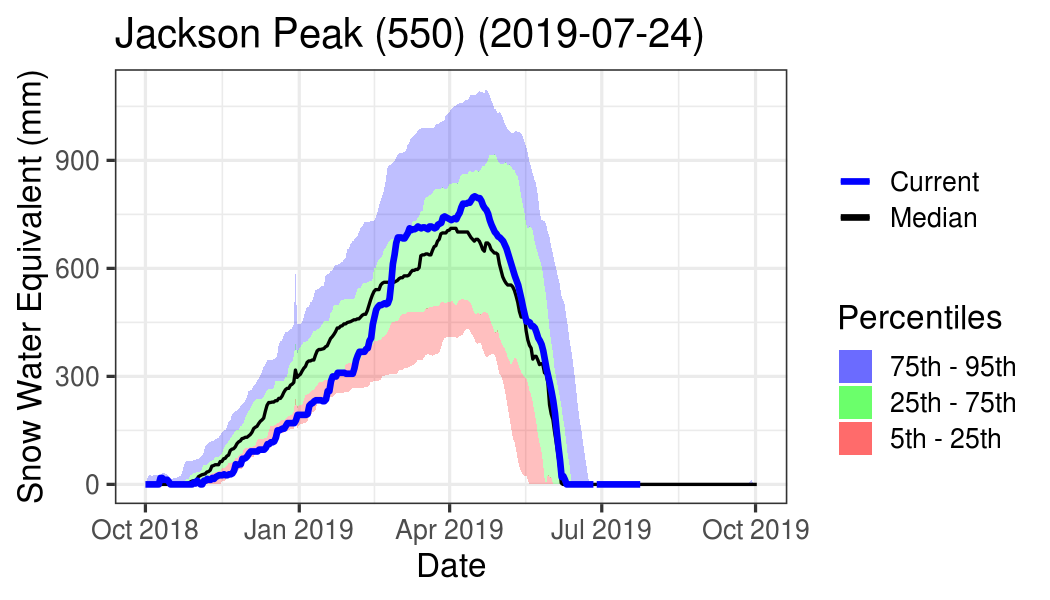 Jackson Peak (550) (2019-07-24)
Snow Water Equivalent (mm)
900
600
300
0
Oct 2018
Jan 2019
Apr 2019
Jul 2019
Oct 2019
Date
Current
Median
Percentiles
75th - 95th
25th - 75th
5th - 25th